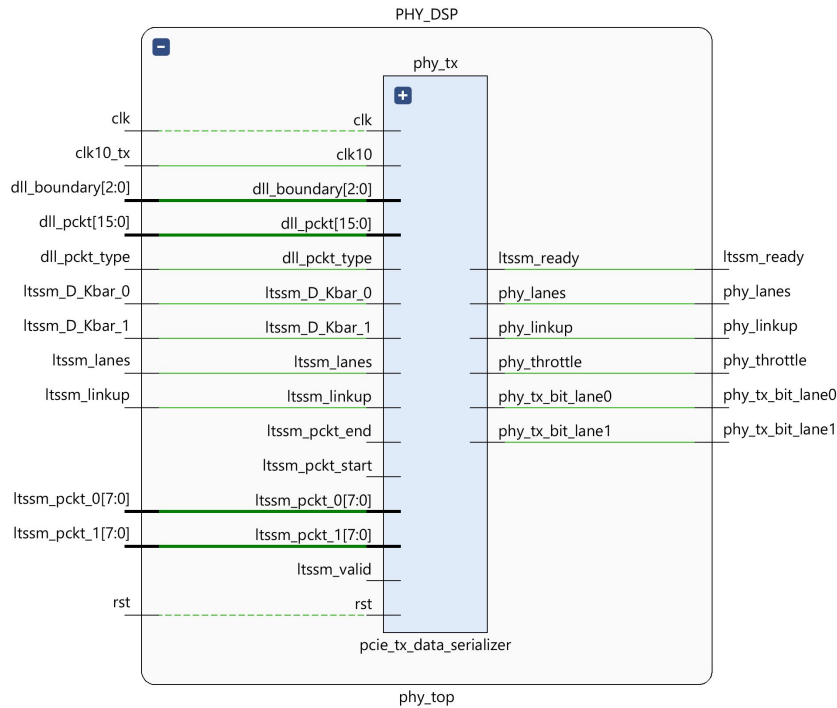 PHY_DSP
phy_tx
clk clk
clk10_tx clk10
dll_boundary[2:0] dll_boundary[2:0]
dll_pckt[15:0] dll_pckt[15:0]
dll_pckt_type dll_pckt_type ltssm_ready ltssm_ready
ltssm_D_Kbar_0 ltssm_D_Kbar_0 phy_lanes phy_lanes
ltssm_D_Kbar_1 ltssm_D_Kbar_1 phy_linkup phy_linkup
ltssm_lanes ltssm_lanes phy_throttle phy_throttle
ltssm_linkup ltssm_linkup phy_tx_bit_lane0 phy_tx_bit_lane0
ltssm_pckt_end phy_tx_bit_lane1 phy_tx_bit_lane1
ltssm_pckt_start
ltssm_pckt_0[7:0] ltssm_pckt_0[7:0]
ltssm_pckt_1[7:0] ltssm_pckt_1[7:0]
ltssm_valid
rst rst
pcie_tx_data_serializer
phy_top